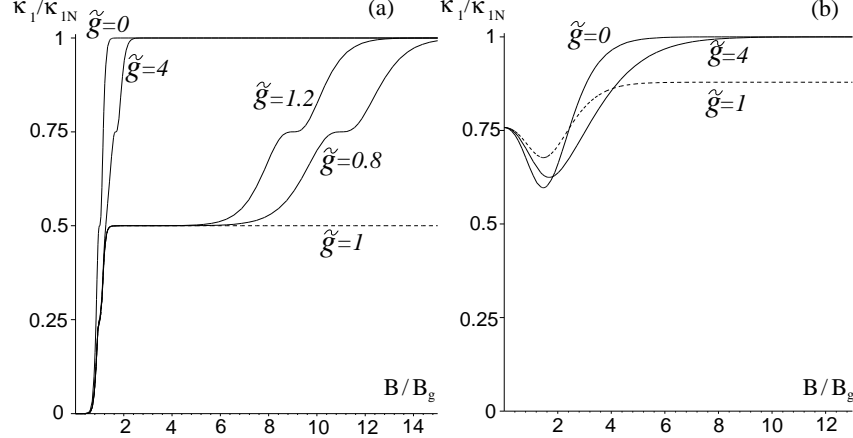 κ1/κ1N
(a)
g̃=0
1
g̃=4
g̃=1.2
0.75
g̃=0.8
0.5
g̃=1
0.25
B/Bg
0
2 4 6 8 10 12 14
κ1/κ1N
(b)
g̃=0
1
g̃=4
g̃=1
0.75
0.5
0.25
B/Bg
0
2 4 6 8 10 12